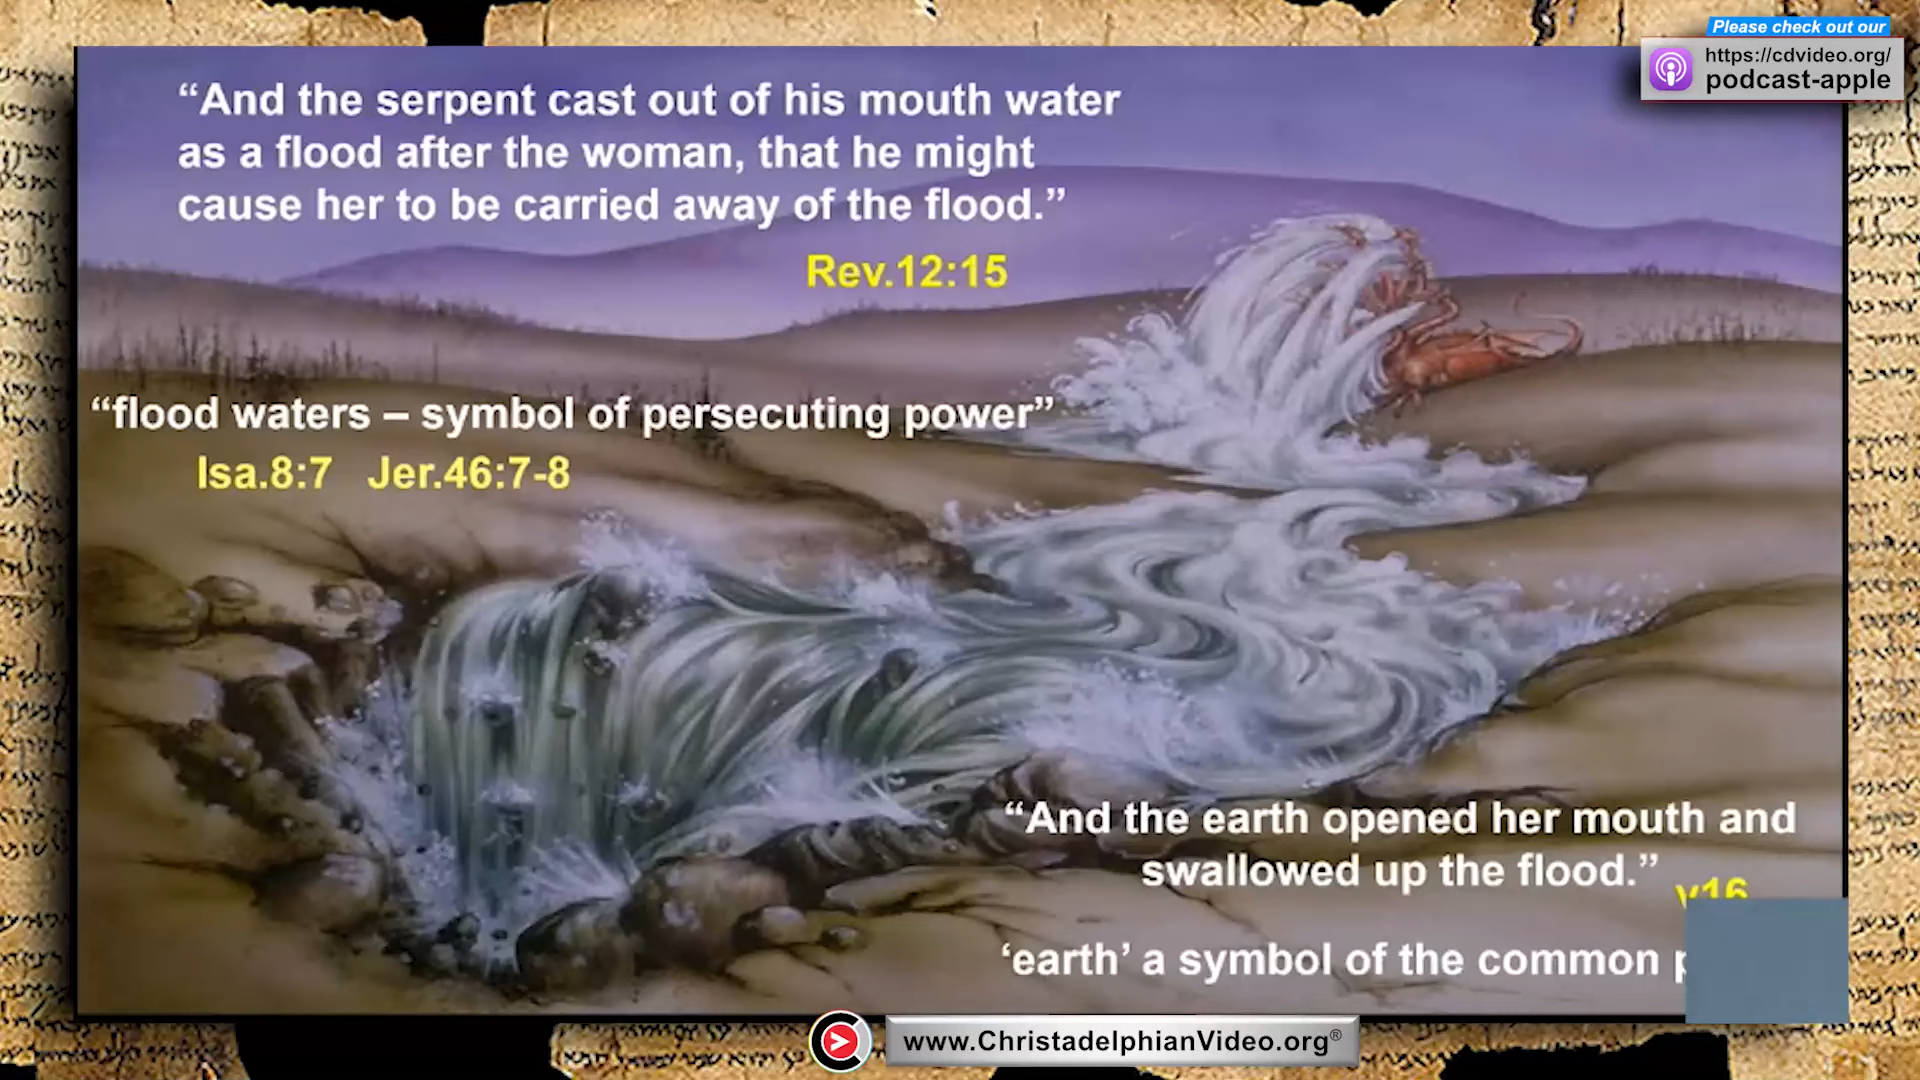 Please check out our
https://cdvideo.org/
podcast-apple
“And the serpent cast out of his mouth water
as a flood after the woman, that he might
cause her to be carried away of the flood.”
Rev.12:15
“flood waters – symbol of persecuting power”
Isa.8:7 Jer.46:7-8
“And the earth opened her mouth and
swallowed up the flood.”
v16
‘earth’ a symbol of the common
www.ChristadelphianVideo.org®